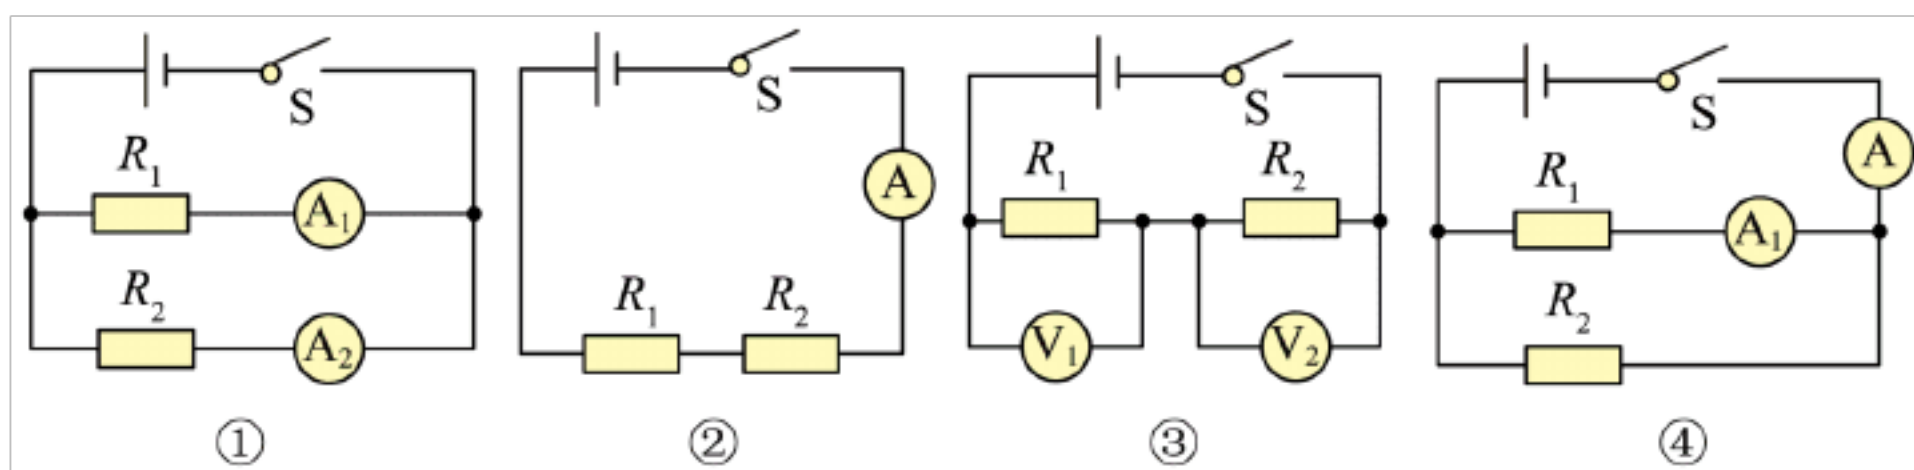 S
R₁
A₁
R₂
A₂
①
S
A
R₁ R₂
②
S
R₁ R₂
V₁ V₂
③
S
A
R₁
A₁
R₂
④